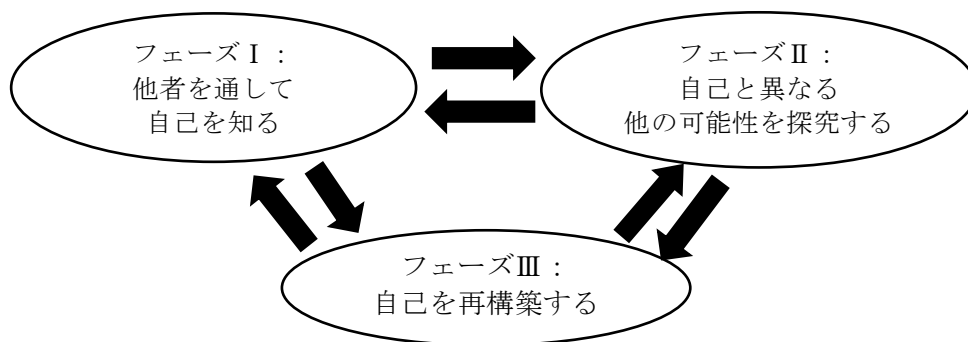 フェーズⅠ:
他者を通して
自己を知る
フェーズⅡ:
自己と異なる
他の可能性を探究する
フェーズⅢ:
自己を再構築する